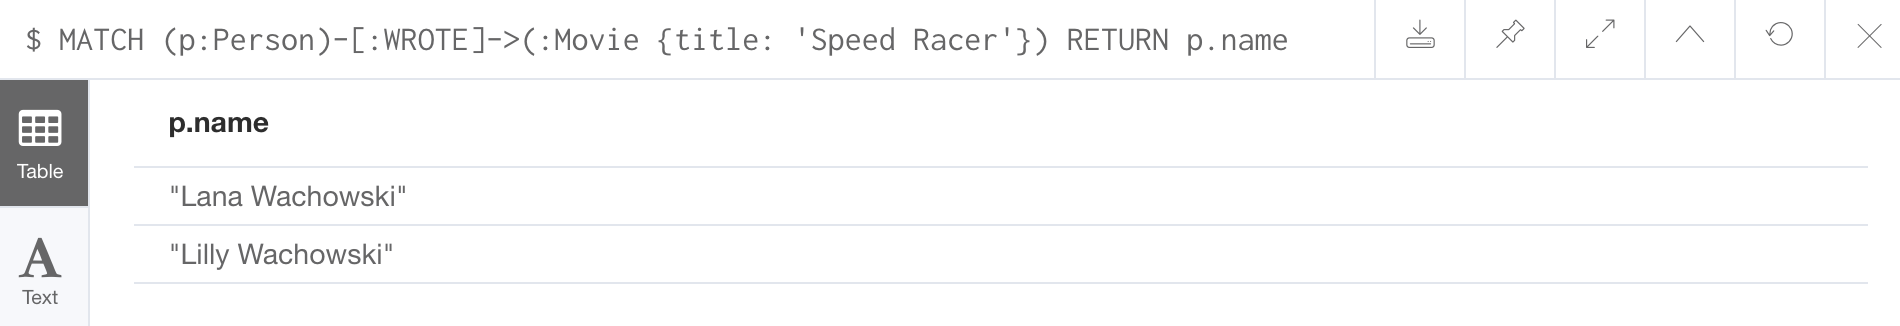 $ MATCH (p:Person)-[:WROTE]->(:Movie {title: 'Speed Racer'}) RETURN p.name
p.name
Table
"Lana Wachowski"
"Lilly Wachowski"
A
Text